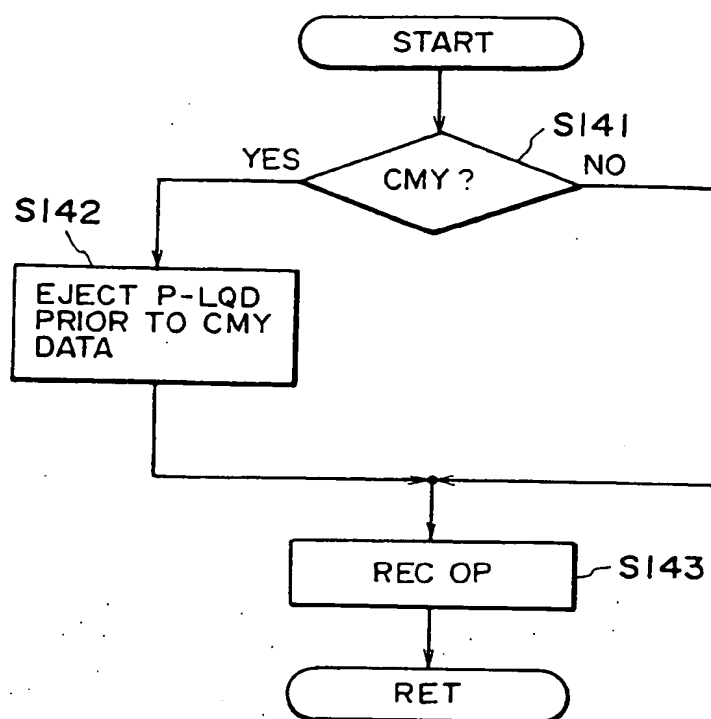 START
S141
YES
CMY?
NO
S142
EJECT P-LQD
PRIOR TO CMY
DATA
REC OP
S143
RET